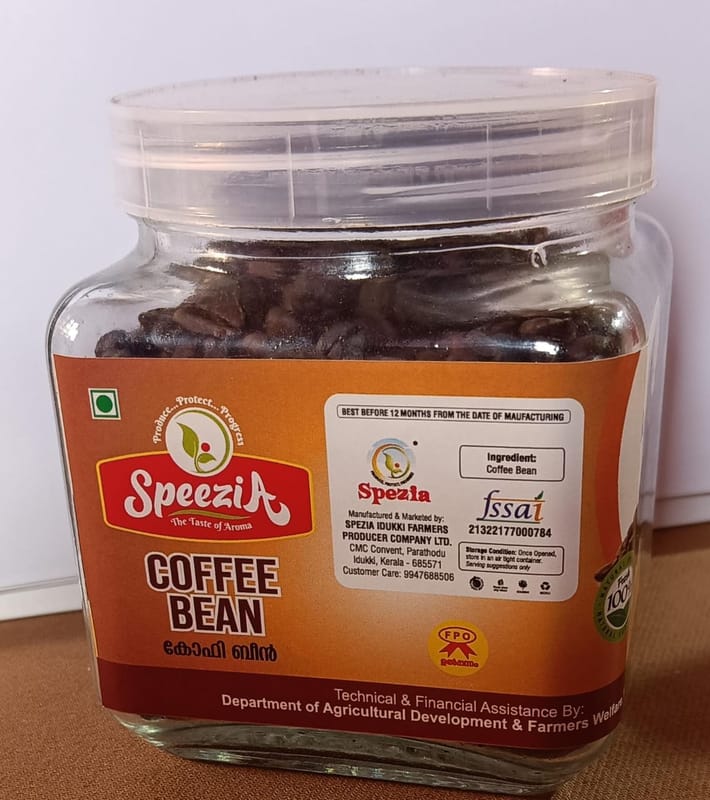 Produce...Protect...Progress
SpeeziA
The Taste of Aroma
COFFEE
BEAN
കോഫി ബീൻ
BEST BEFORE 12 MONTHS FROM THE DATE OF MAUFACTURING
Spezia
Manufactured & Marketed by:
SPEZIA IDUKKI FARMERS
PRODUCER COMPANY LTD.
CMC Convent, Parathodu
Idukki, Kerala - 685571
Customer Care: 9947688506
Ingredient:
Coffee Bean
fssai
21322177000784
Storage Condition: Once Opened,
store in an air tight container.
Serving suggestions only
FPO
100%
Technical & Financial Assistance By:
Department of Agricultural Development & Farmers Welfare